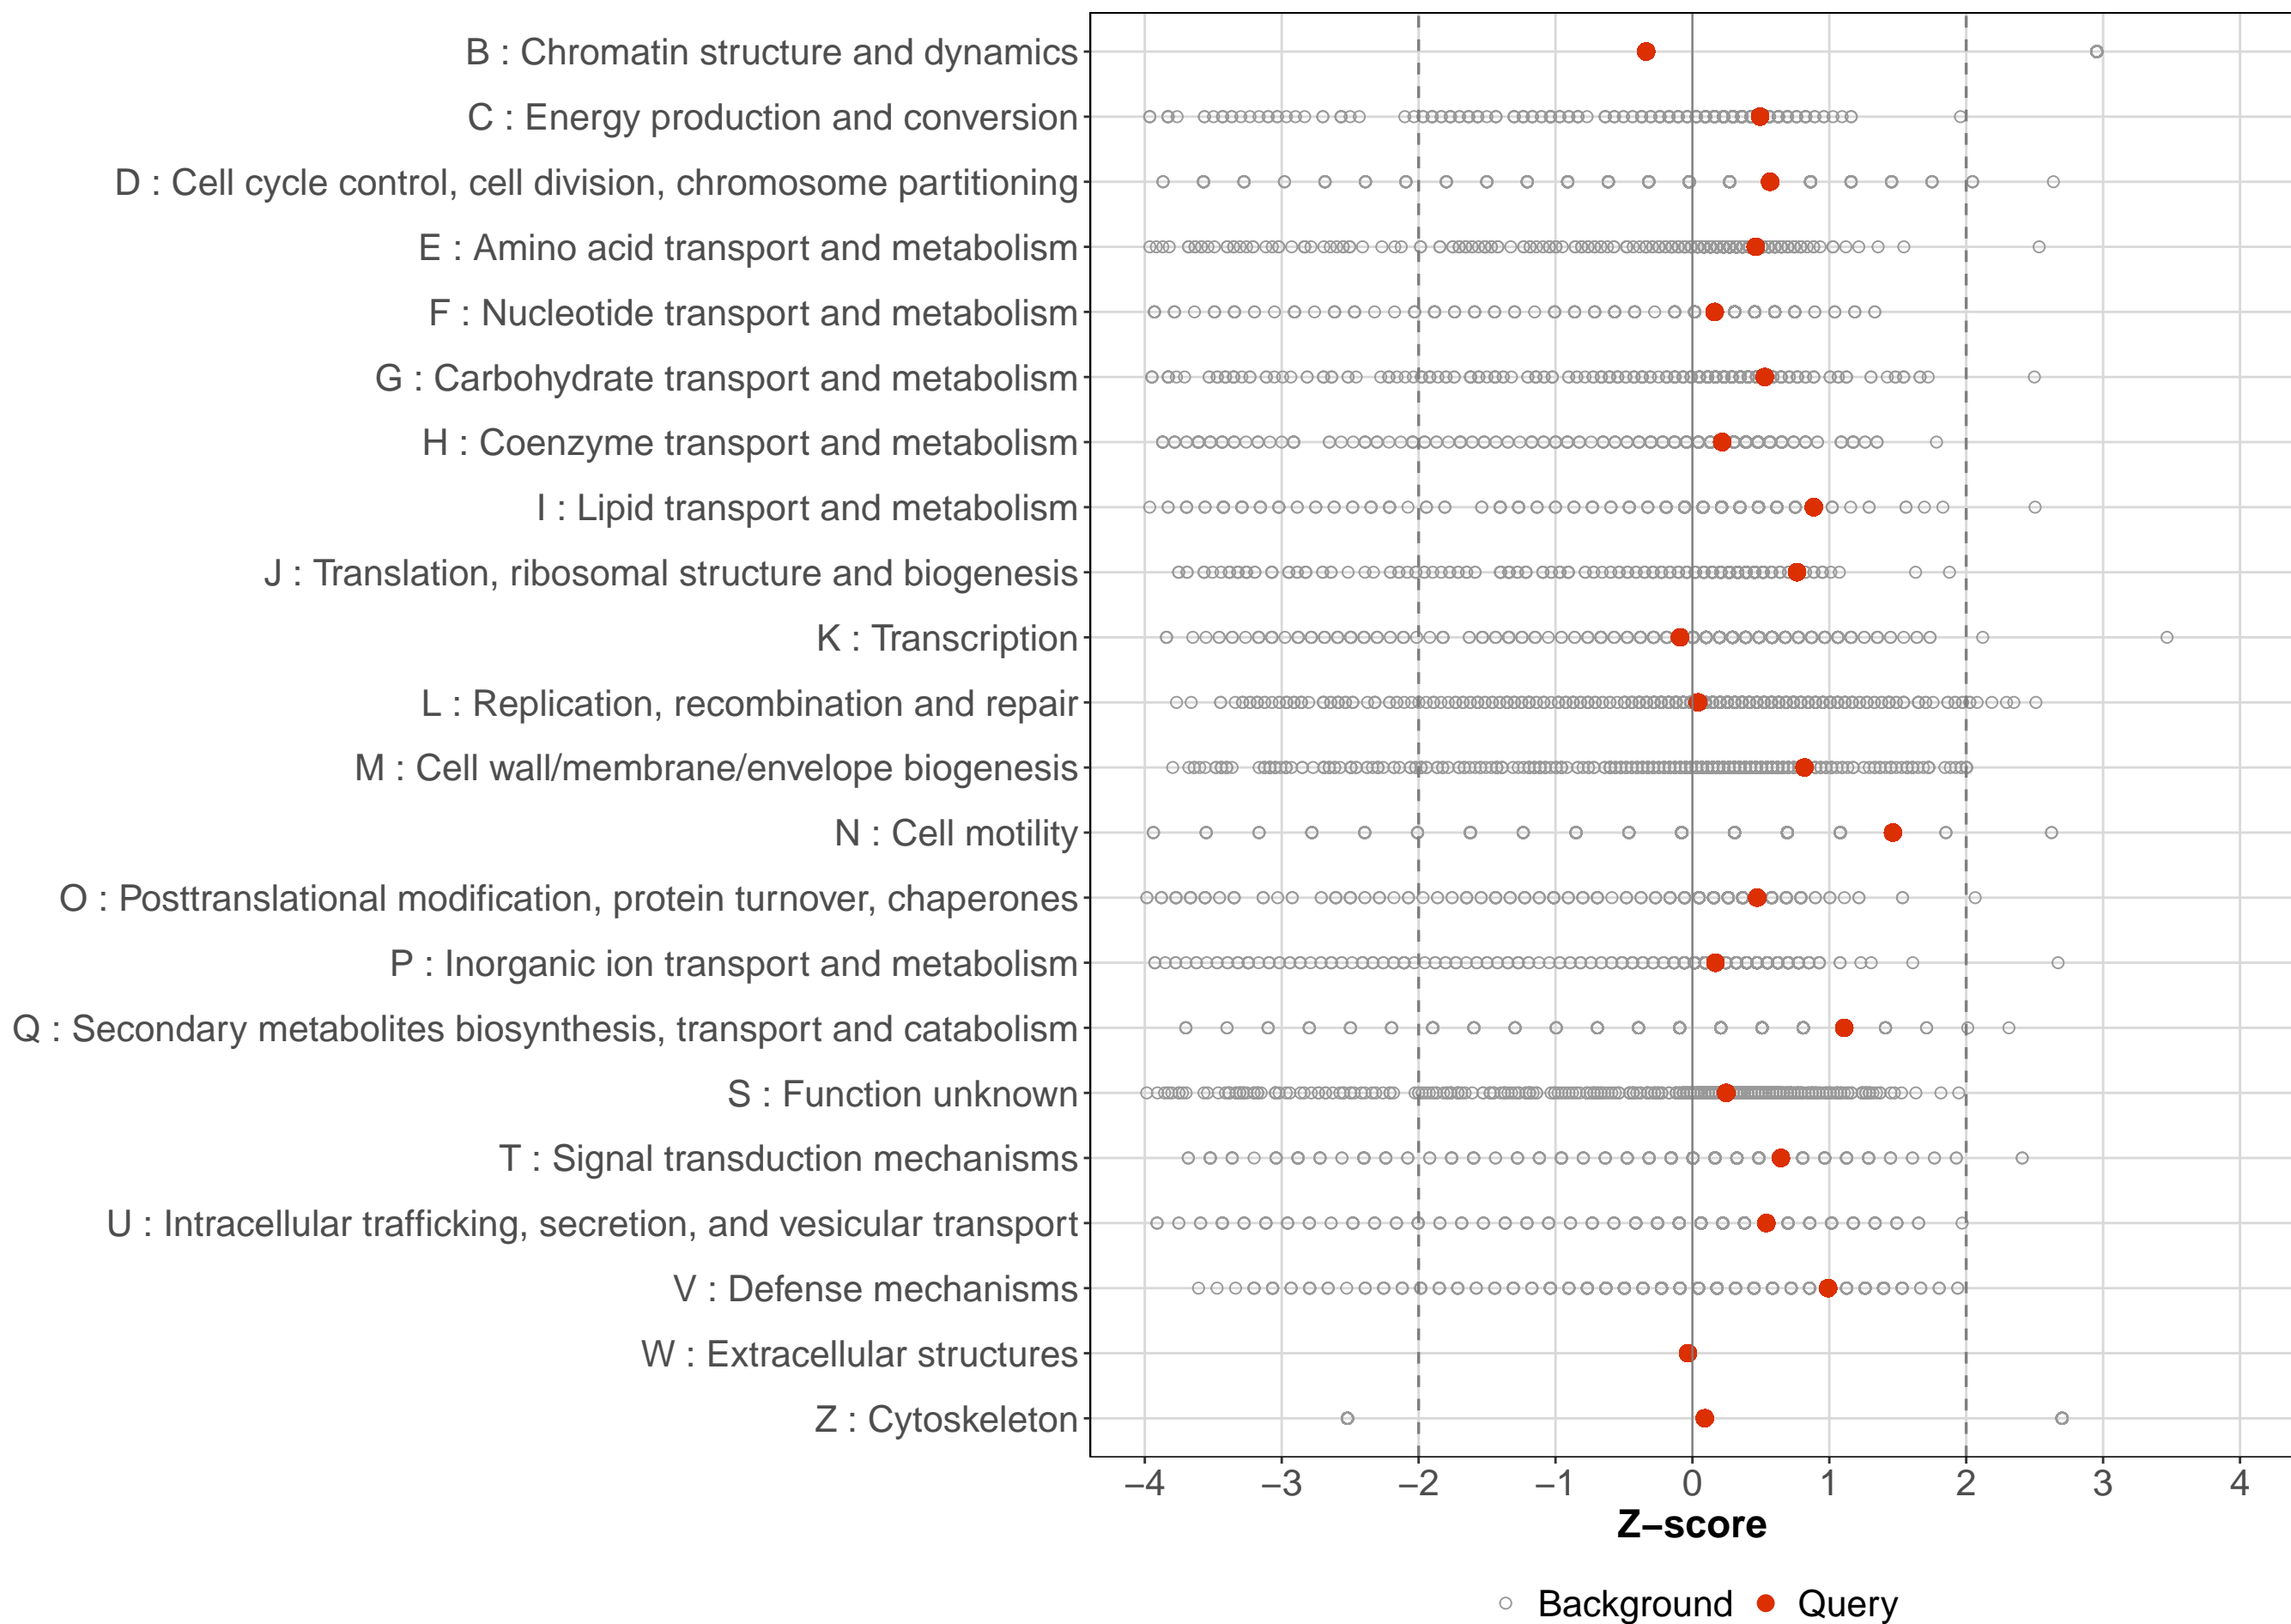 B : Chromatin structure and dynamics
C : Energy production and conversion
D : Cell cycle control, cell division, chromosome partitioning
E : Amino acid transport and metabolism
F : Nucleotide transport and metabolism
G : Carbohydrate transport and metabolism
H : Coenzyme transport and metabolism
I : Lipid transport and metabolism
J : Translation, ribosomal structure and biogenesis
K : Transcription
L : Replication, recombination and repair
M : Cell wall/membrane/envelope biogenesis
N : Cell motility
O : Posttranslational modification, protein turnover, chaperones
P : Inorganic ion transport and metabolism
Q : Secondary metabolites biosynthesis, transport and catabolism
S : Function unknown
T : Signal transduction mechanisms
U : Intracellular trafficking, secretion, and vesicular transport
V : Defense mechanisms
W : Extracellular structures
Z : Cytoskeleton
−4 −3 −2 −1 0 1 2 3 4
Z−score
Background Query